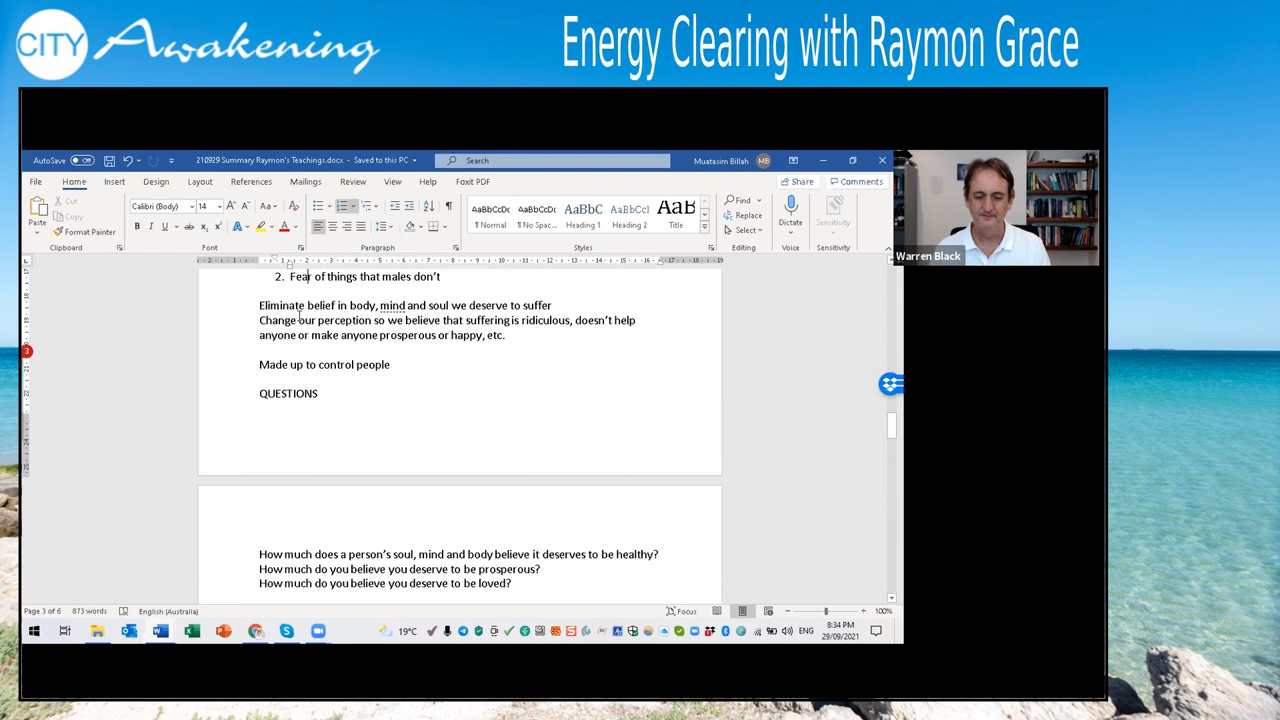 CITY Awakening
Energy Clearing with Raymon Grace
AutoSave Off
210929 Summary Raymon's Teachings.docx - Saved to this PC
Search
Muatasim Billah MB
File Home Insert Design Layout References Mailings Review View Help Foxit PDF Share Comments
Paste
Cut
Copy
Format Painter
Clipboard
Calibri (Body) 14
Font
Paragraph
AaBbCcDc AaBbCcDc AaBbC AaBbCcI AaB
¶ Normal ¶ No Spac... Heading 1 Heading 2 Title
Styles
Find
Replace
Select
Editing
Dictate
Voice
Sensitivity
Sensitivity
Warren Black
2. Fear of things that males don't
Eliminate belief in body, mind and soul we deserve to suffer
Change our perception so we believe that suffering is ridiculous, doesn't help
anyone or make anyone prosperous or happy, etc.
3
Made up to control people
QUESTIONS
How much does a person's soul, mind and body believe it deserves to be healthy?
How much do you believe you deserve to be prosperous?
How much do you believe you deserve to be loved?
Page 3 of 6 873 words English (Australia) Focus 100%
19°C ENG
8:34 PM
29/09/2021